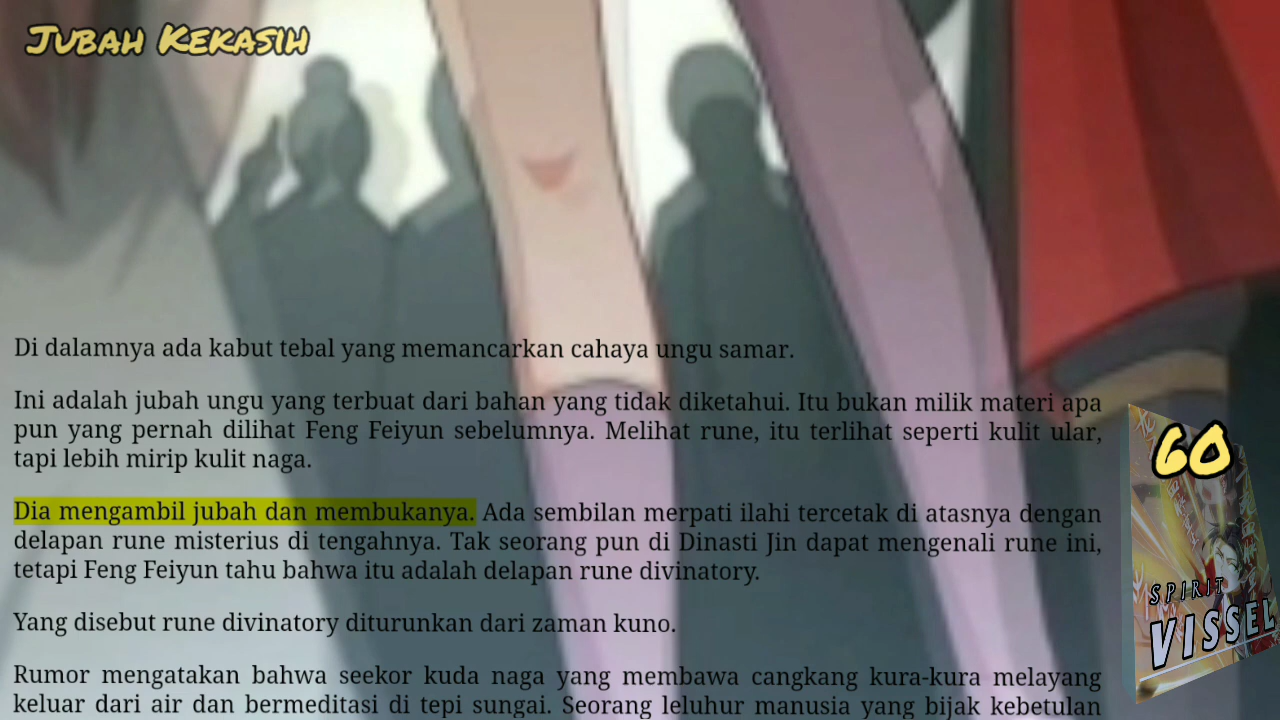 Jubah Kekasih
Di dalamnya ada kabut tebal yang memancarkan cahaya ungu samar.
Ini adalah jubah ungu yang terbuat dari bahan yang tidak diketahui. Itu bukan milik materi apa
pun yang pernah dilihat Feng Feiyun sebelumnya. Melihat rune, itu terlihat seperti kulit ular,
tapi lebih mirip kulit naga.
Dia mengambil jubah dan membukanya. Ada sembilan merpati ilahi tercetak di atasnya dengan
delapan rune misterius di tengahnya. Tak seorang pun di Dinasti Jin dapat mengenali rune ini,
tetapi Feng Feiyun tahu bahwa itu adalah delapan rune divinatory.
Yang disebut rune divinatory diturunkan dari zaman kuno.
Rumor mengatakan bahwa seekor kuda naga yang membawa cangkang kura-kura melayang
keluar dari air dan bermeditasi di tepi sungai. Seorang leluhur manusia yang bijak kebetulan
60
SPIRIT
VISSEL